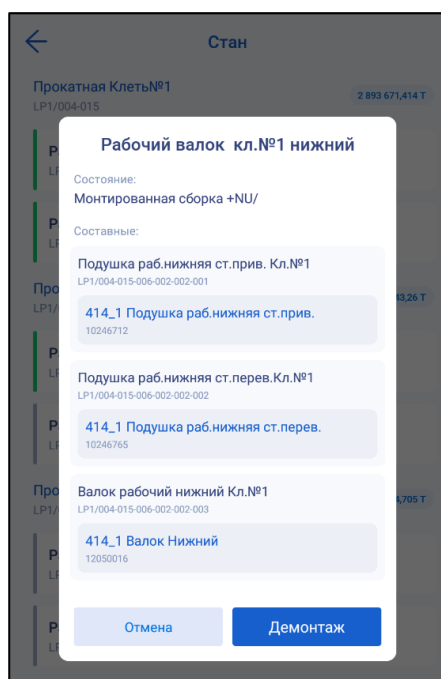 Стан
Прокатная Клеть№1
2 893 671,414 Т
LP1/004-015
Рабочий валок кл.№1 нижний
Состояние:
Монтированная сборка +NU/
Составные:
Подушка раб.нижняя ст.прив. Кл.№1
LP1/004-015-006-002-002-001
414_1 Подушка раб.нижняя ст.прив.
10246712
Подушка раб.нижняя ст.перев.Кл.№1
LP1/004-015-006-002-002-002
414_1 Подушка раб.нижняя ст.перев.
10246765
Валок рабочий нижний Кл.№1
LP1/004-015-006-002-002-003
414_1 Валок Нижний
12050016
Отмена
Демонтаж